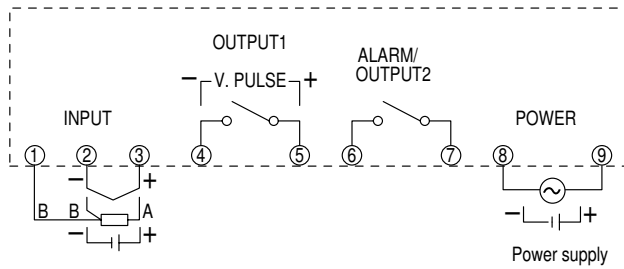 OUTPUT1
ALARM/
OUTPUT2
− V. PULSE +
INPUT
POWER
1 2 3 4 5 6 7 8 9
− +
B B A
− +
− +
Power supply